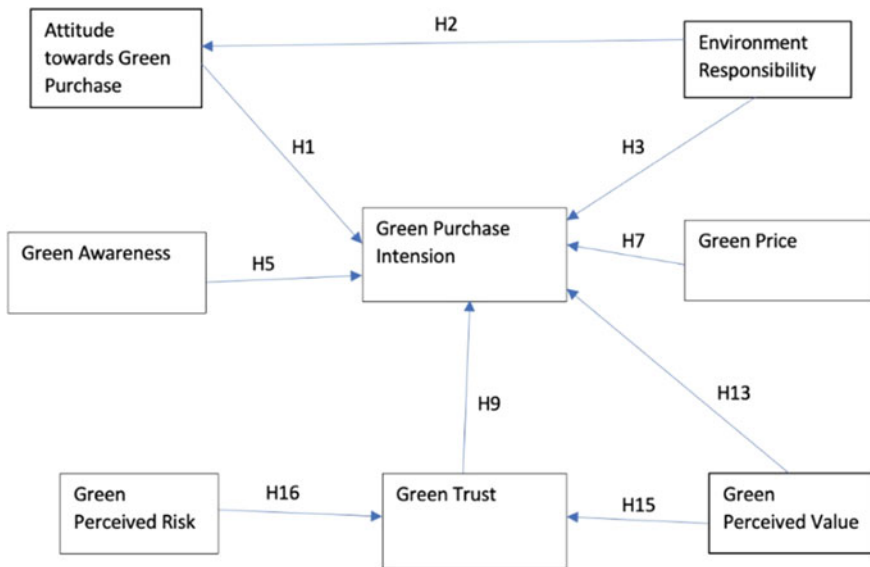 Attitude
towards Green
Purchase
H2
Environment
Responsibility
H1
H3
Green Awareness
H5
Green Purchase
Intension
H7
Green Price
H9
H13
Green
Perceived Risk
H16
Green Trust
H15
Green
Perceived Value